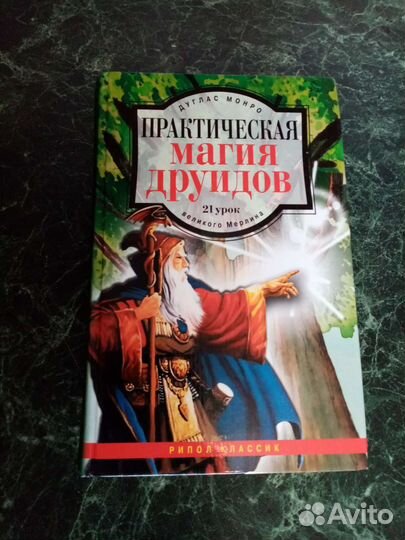 ДУГЛАС МОНРО
ПРАКТИЧЕСКАЯ
МАГИЯ
ДРУИДОВ
21 урок
великого Мерлина
РИПОЛ КЛАССИК
Avito